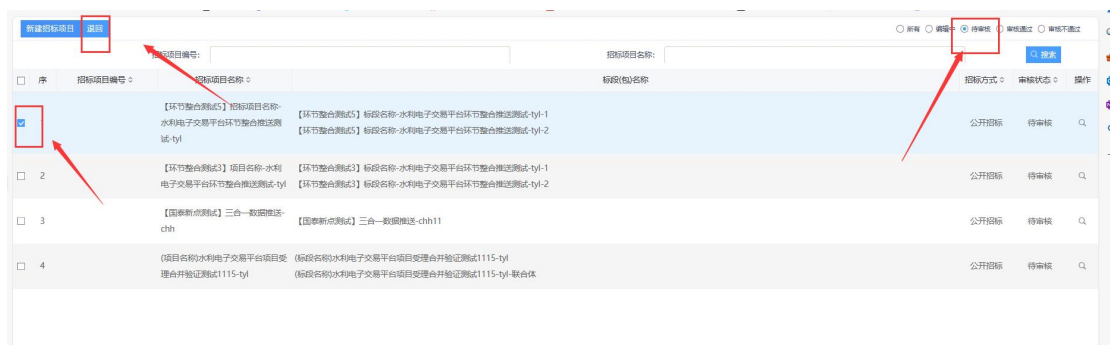 新建招标项目 退回
所有 编辑中 待审核 审核通过 审核不通过
招标项目编号: 招标项目名称: 搜索
序 招标项目编号 招标项目名称 标段(包)名称 招标方式 审核状态 操作
【环节整合测试5】招标项目名称-
水利电子交易平台环节整合推送测
试-tyl
【环节整合测试5】标段名称-水利电子交易平台环节整合推送测试-tyl-1
【环节整合测试5】标段名称-水利电子交易平台环节整合推送测试-tyl-2
公开招标 待审核
2
【环节整合测试3】项目名称-水利
电子交易平台环节整合推送测试-tyl
【环节整合测试3】标段名称-水利电子交易平台环节整合推送测试-tyl-1
【环节整合测试3】标段名称-水利电子交易平台环节整合推送测试-tyl-2
公开招标 待审核
3
【国泰新点测试】三合一数据推送-
chh
【国泰新点测试】三合一数据推送-chh11
公开招标 待审核
4
(项目名称)水利电子交易平台项目受
理合并验证测试1115-tyl
(标段名称)水利电子交易平台项目受理合并验证测试1115-tyl
(标段名称)水利电子交易平台项目受理合并验证测试1115-tyl-联合体
公开招标 待审核